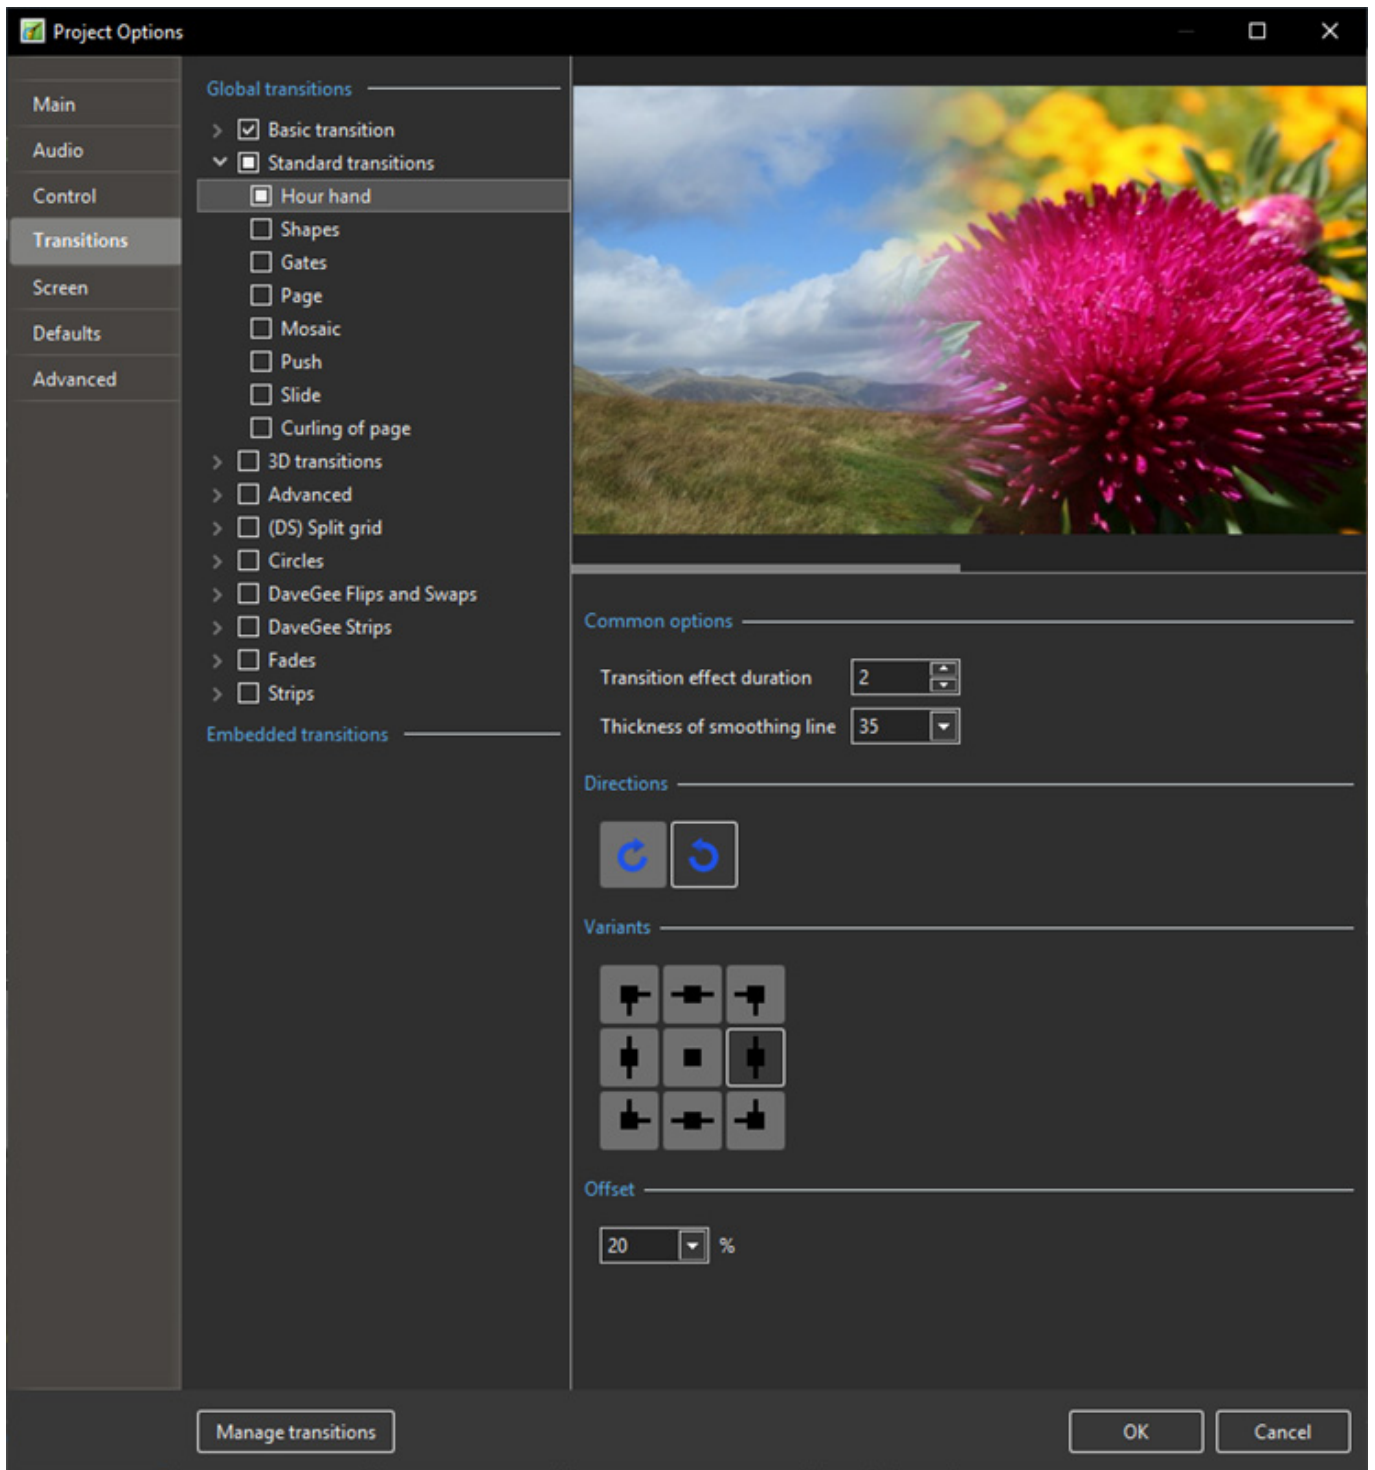 Project Options
Main
Audio
Control
Transitions
Screen
Defaults
Advanced
Global transitions
Basic transition
Standard transitions
Hour hand
Shapes
Gates
Page
Mosaic
Push
Slide
Curling of page
3D transitions
Advanced
(DS) Split grid
Circles
DaveGee Flips and Swaps
DaveGee Strips
Fades
Strips
Embedded transitions
Common options
Transition effect duration 2
Thickness of smoothing line 35
Directions
Variants
Offset
20 %
Manage transitions
OK
Cancel